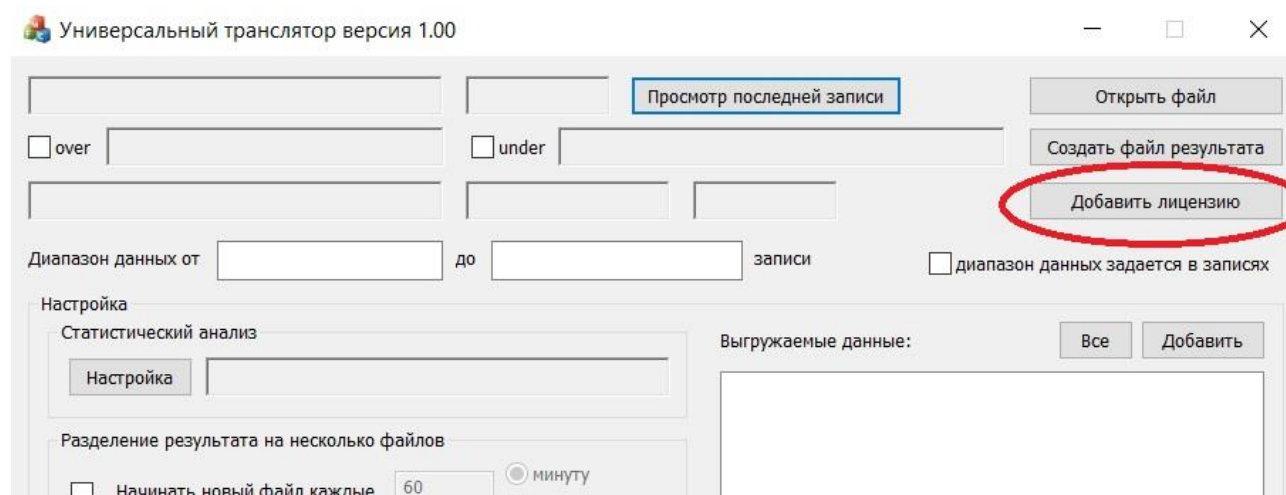 Универсальный транслятор версия 1.00
Просмотр последней записи Открыть файл
over under Создать файл результата
Добавить лицензию
Диапазон данных от до записи диапазон данных задается в записях
Настройка
Статистический анализ
Выгружаемые данные: Все Добавить
Настройка
Разделение результата на несколько файлов
Начинать новый файл каждые 60 минуту